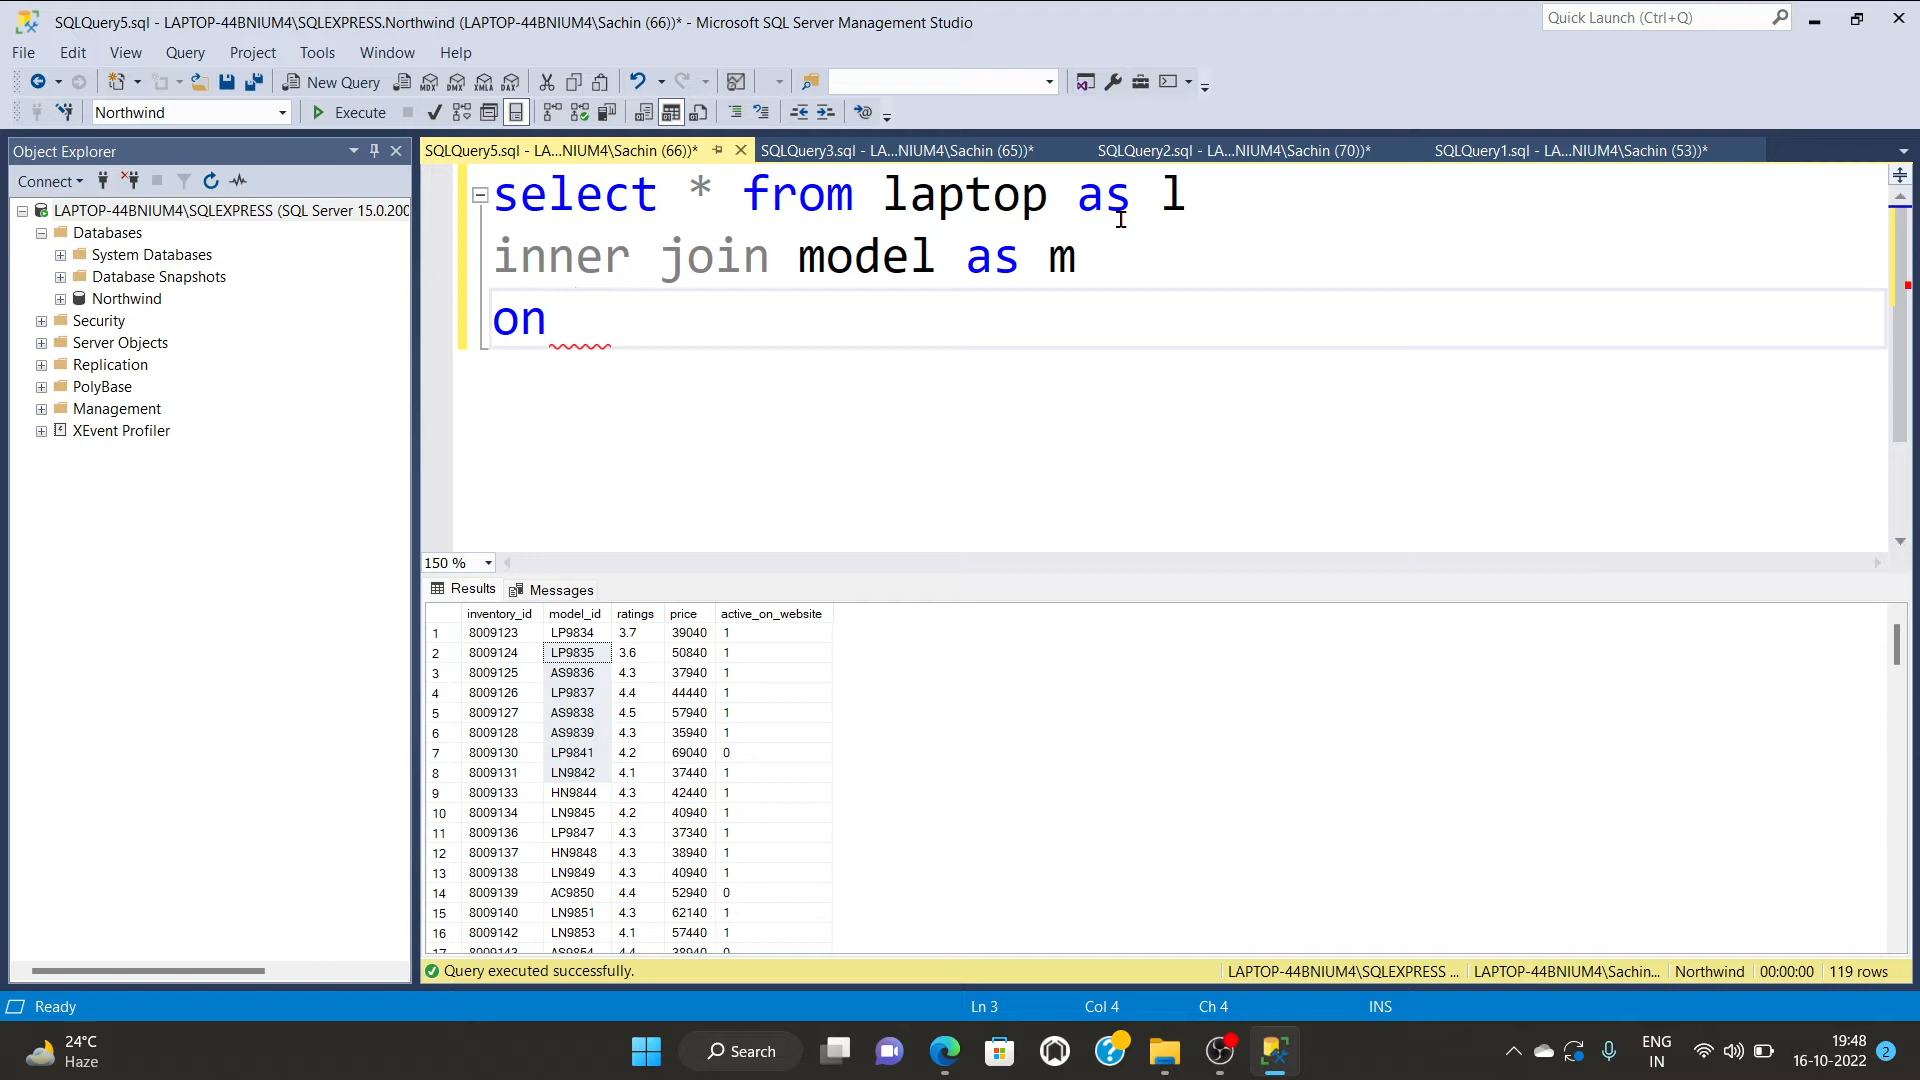 SQLQuery5.sql - LAPTOP-44BNIUM4\SQLEXPRESS.Northwind (LAPTOP-44BNIUM4\Sachin (66))* - Microsoft SQL Server Management Studio
Quick Launch (Ctrl+Q)
File Edit View Query Project Tools Window Help
New Query MDX DMX XMLA DAX
Northwind Execute
Object Explorer
SQLQuery5.sql - LA...NIUM4\Sachin (66))* SQLQuery3.sql - LA...NIUM4\Sachin (65))* SQLQuery2.sql - LA...NIUM4\Sachin (70))* SQLQuery1.sql - LA...NIUM4\Sachin (53))*
Connect
LAPTOP-44BNIUM4\SQLEXPRESS (SQL Server 15.0.200
Databases
System Databases
Database Snapshots
Northwind
Security
Server Objects
Replication
PolyBase
Management
XEvent Profiler
select * from laptop as l
inner join model as m
on
150 %
Results Messages
inventory_id model_id ratings price active_on_website
1 8009123 LP9834 3.7 39040 1
2 8009124 LP9835 3.6 50840 1
3 8009125 AS9836 4.3 37940 1
4 8009126 LP9837 4.4 44440 1
5 8009127 AS9838 4.5 57940 1
6 8009128 AS9839 4.3 35940 1
7 8009130 LP9841 4.2 69040 0
8 8009131 LN9842 4.1 37440 1
9 8009133 HN9844 4.3 42440 1
10 8009134 LN9845 4.2 40940 1
11 8009136 LP9847 4.3 37340 1
12 8009137 HN9848 4.3 38940 1
13 8009138 LN9849 4.3 40940 1
14 8009139 AC9850 4.4 52940 0
15 8009140 LN9851 4.3 62140 1
16 8009142 LN9853 4.1 57440 1
17 8009143 AS9854 4.4 38940 0
Query executed successfully. LAPTOP-44BNIUM4\SQLEXPRESS ... LAPTOP-44BNIUM4\Sachin... Northwind 00:00:00 119 rows
Ready Ln 3 Col 4 Ch 4 INS
24°C
Haze
Search
ENG
IN
19:48
16-10-2022
2